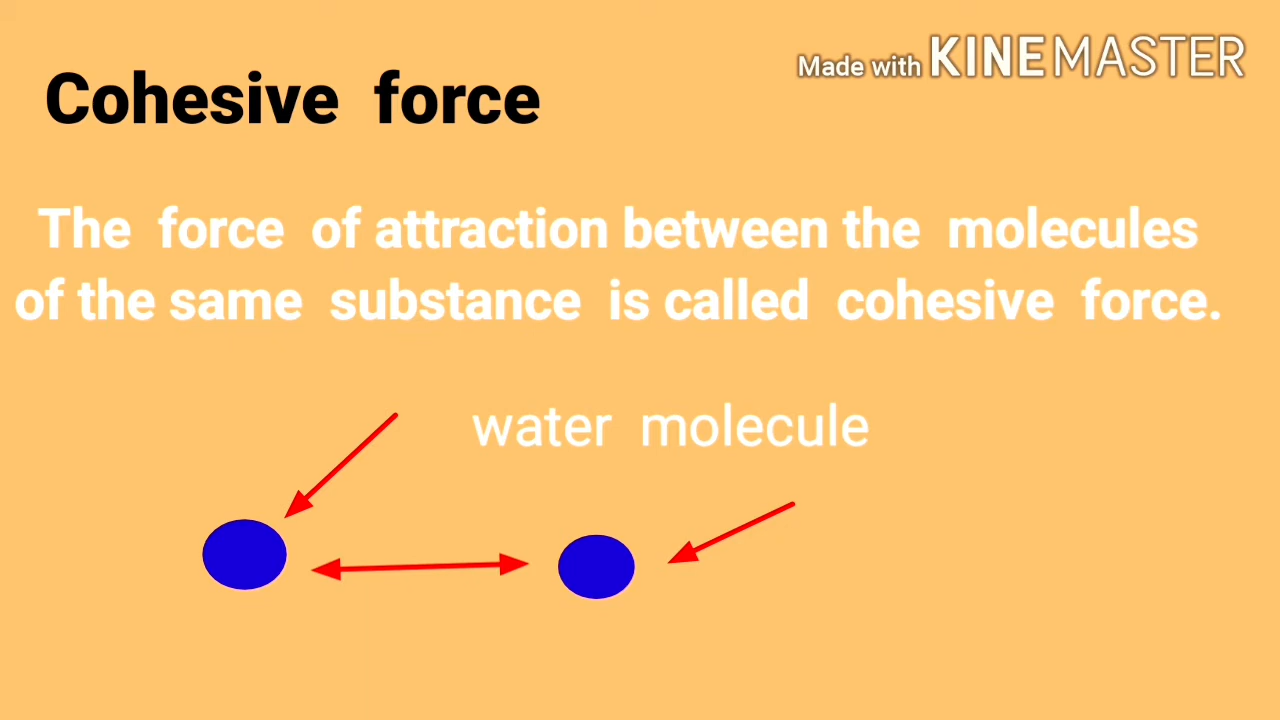 Made with KINEMASTER
Cohesive force
The force of attraction between the molecules
of the same substance is called cohesive force.
water molecule